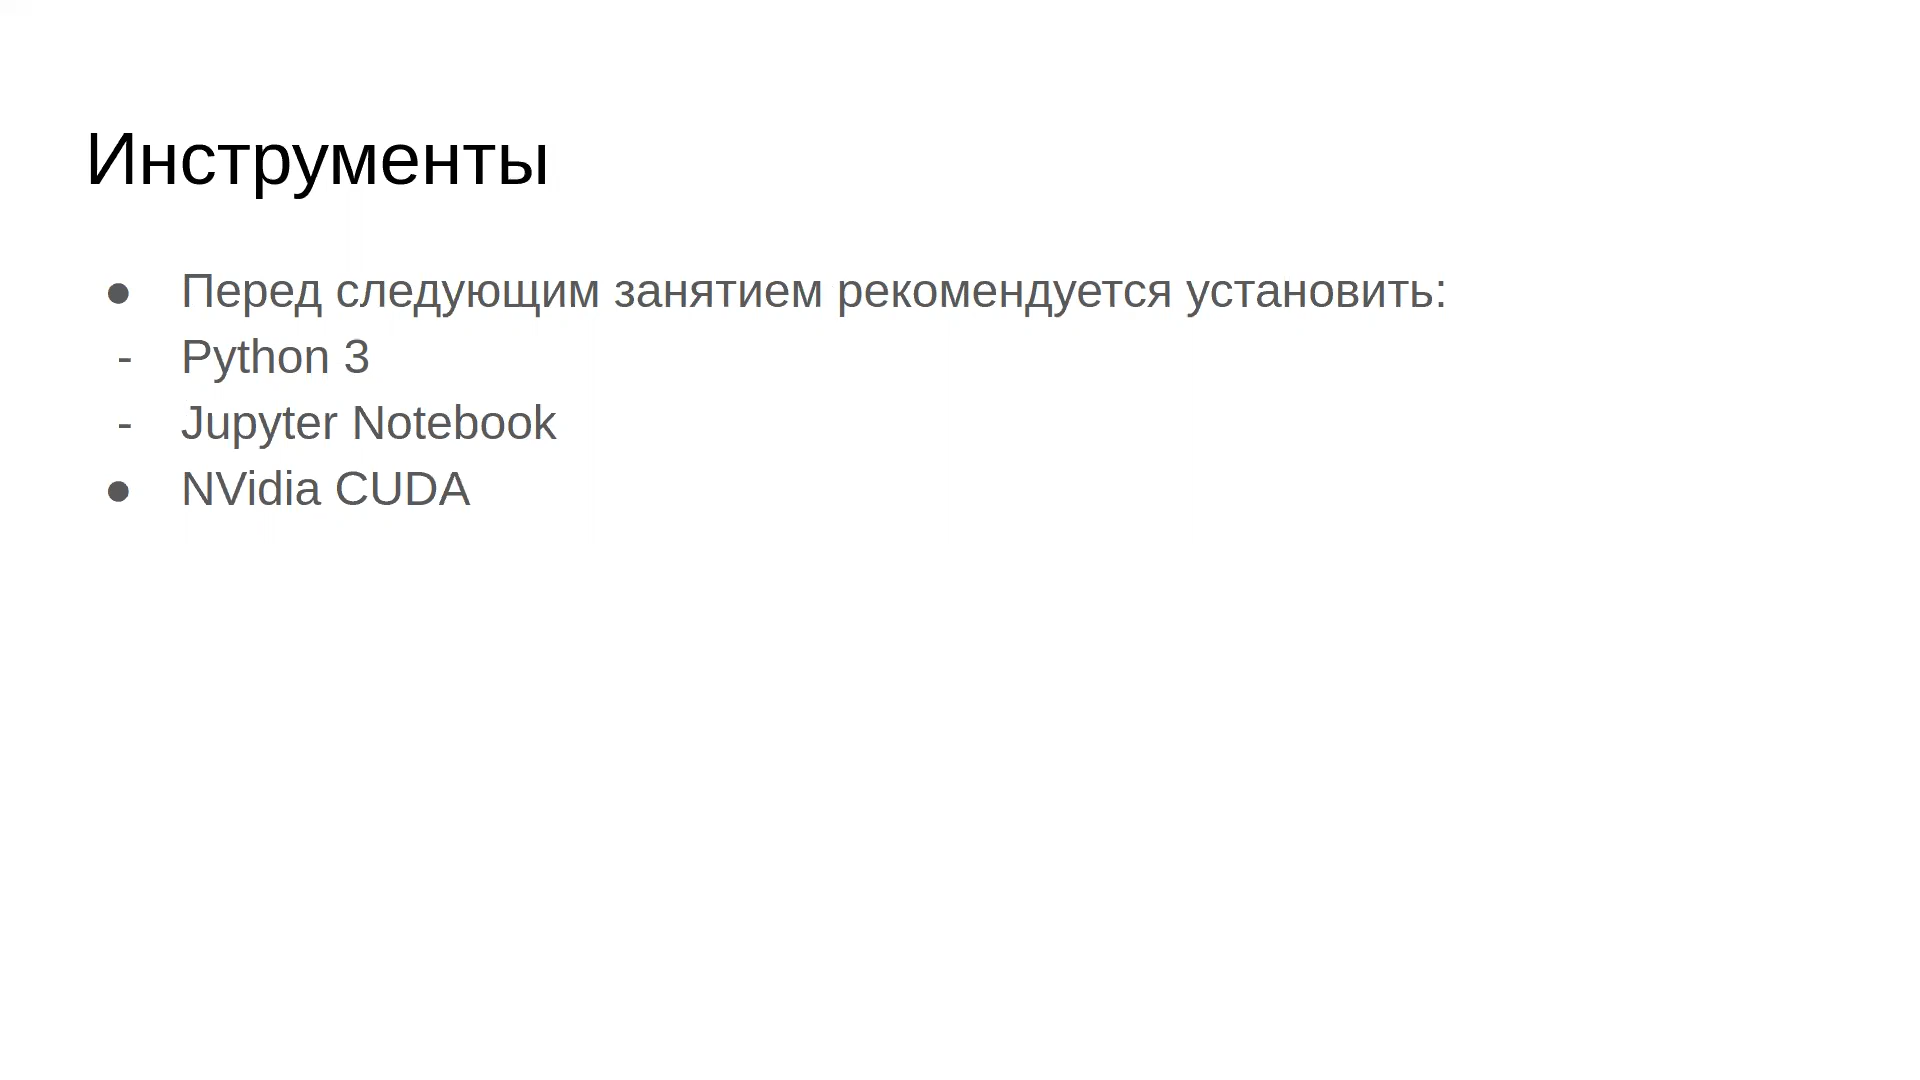 Инструменты
● Перед следующим занятием рекомендуется установить:
- Python 3
- Jupyter Notebook
● NVidia CUDA